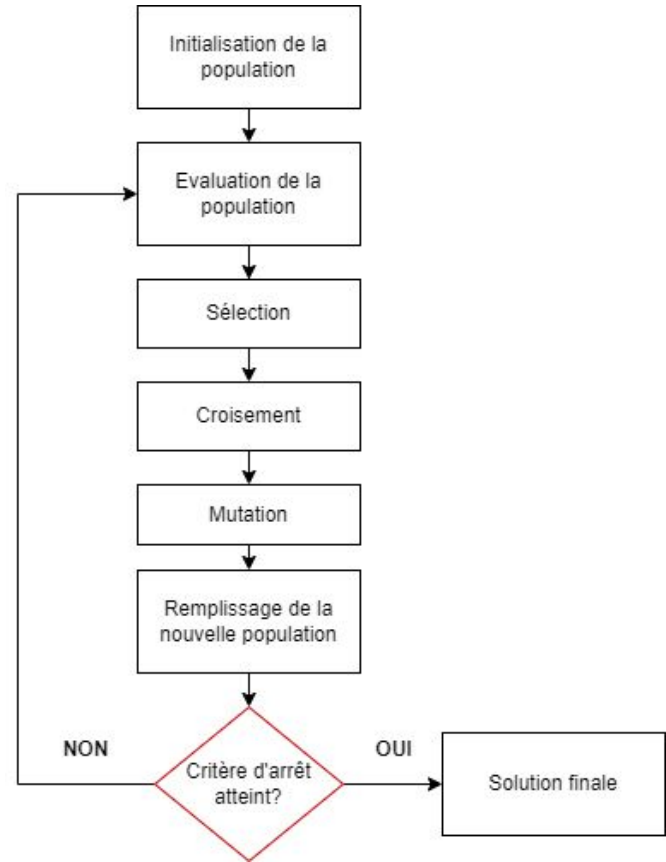 Initialisation de la
population
Evaluation de la
population
Sélection
Croisement
Mutation
Remplissage de la
nouvelle population
NON
OUI
Critère d'arrêt
atteint?
Solution finale